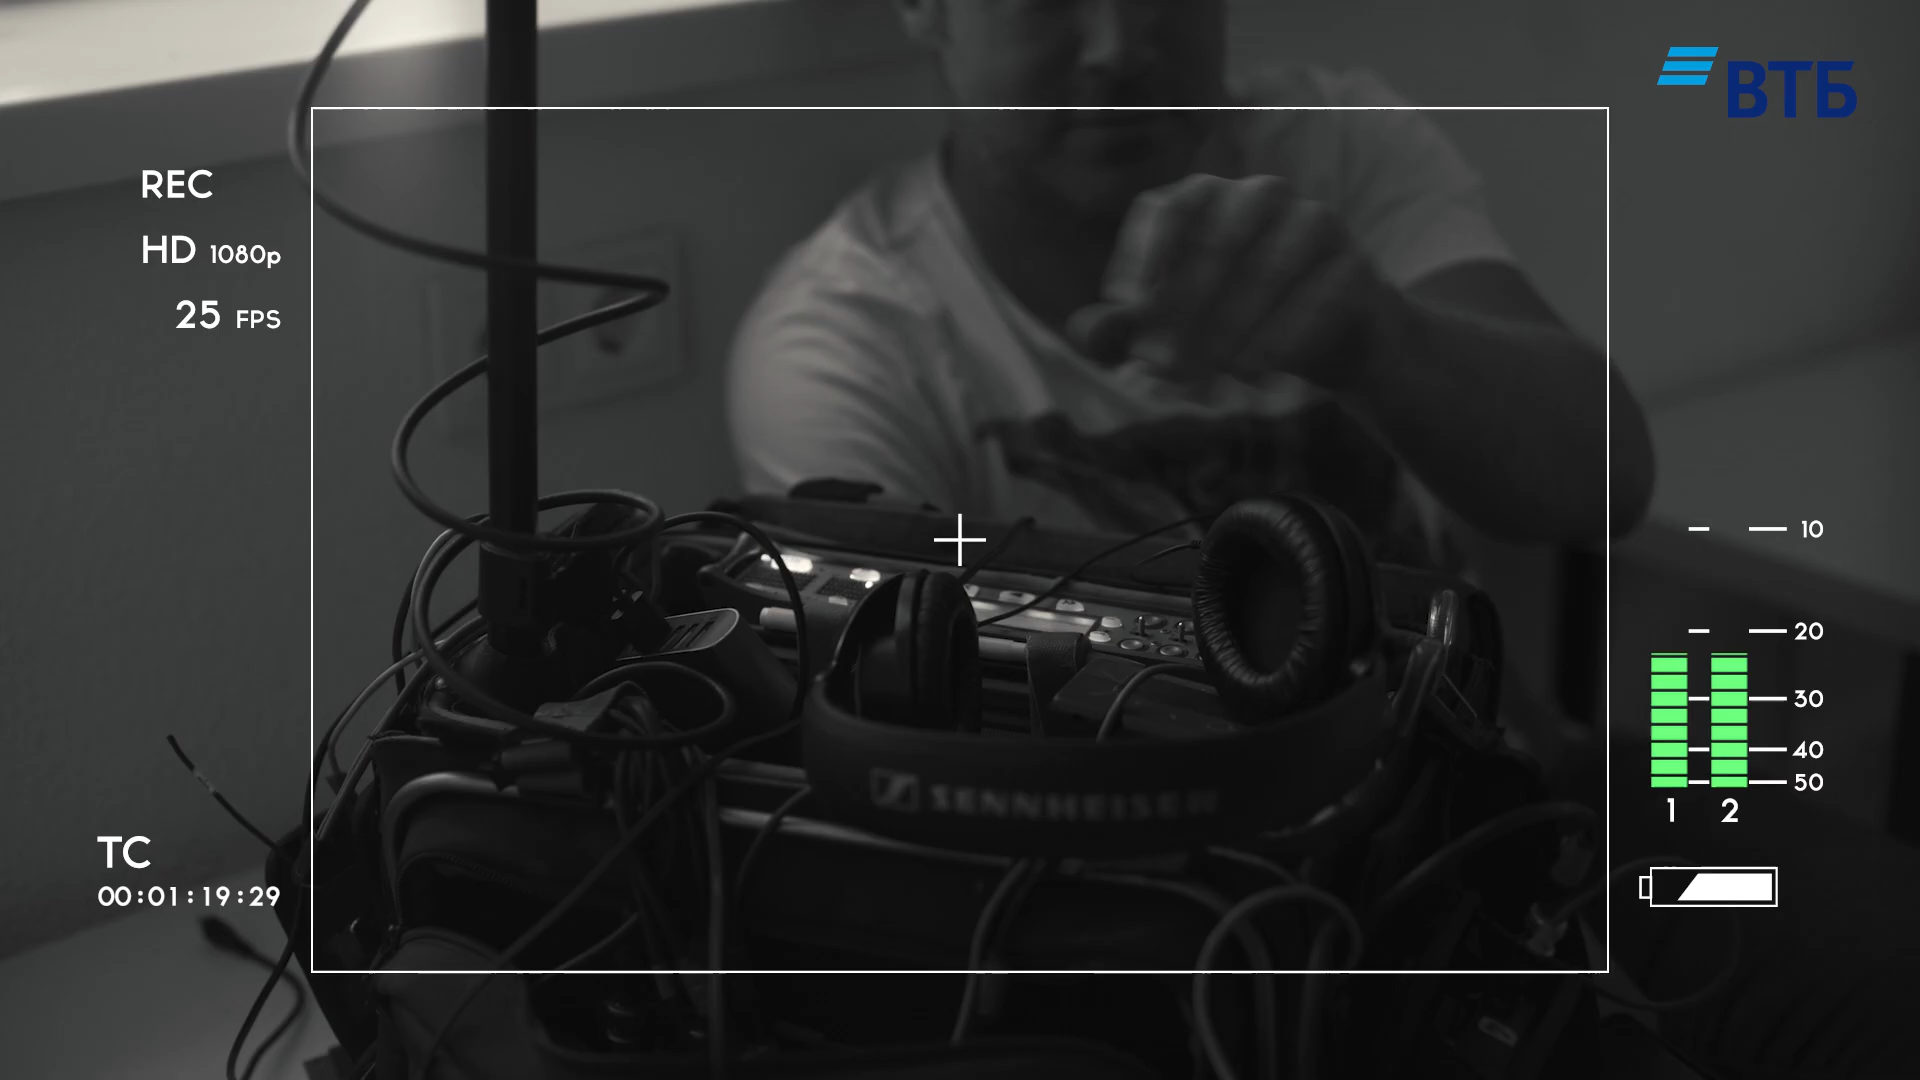 ВТБ
REC
HD 1080p
25 FPS
10
20
30
40
50
1 2
SENNHEISER
TC
00:01:19:29